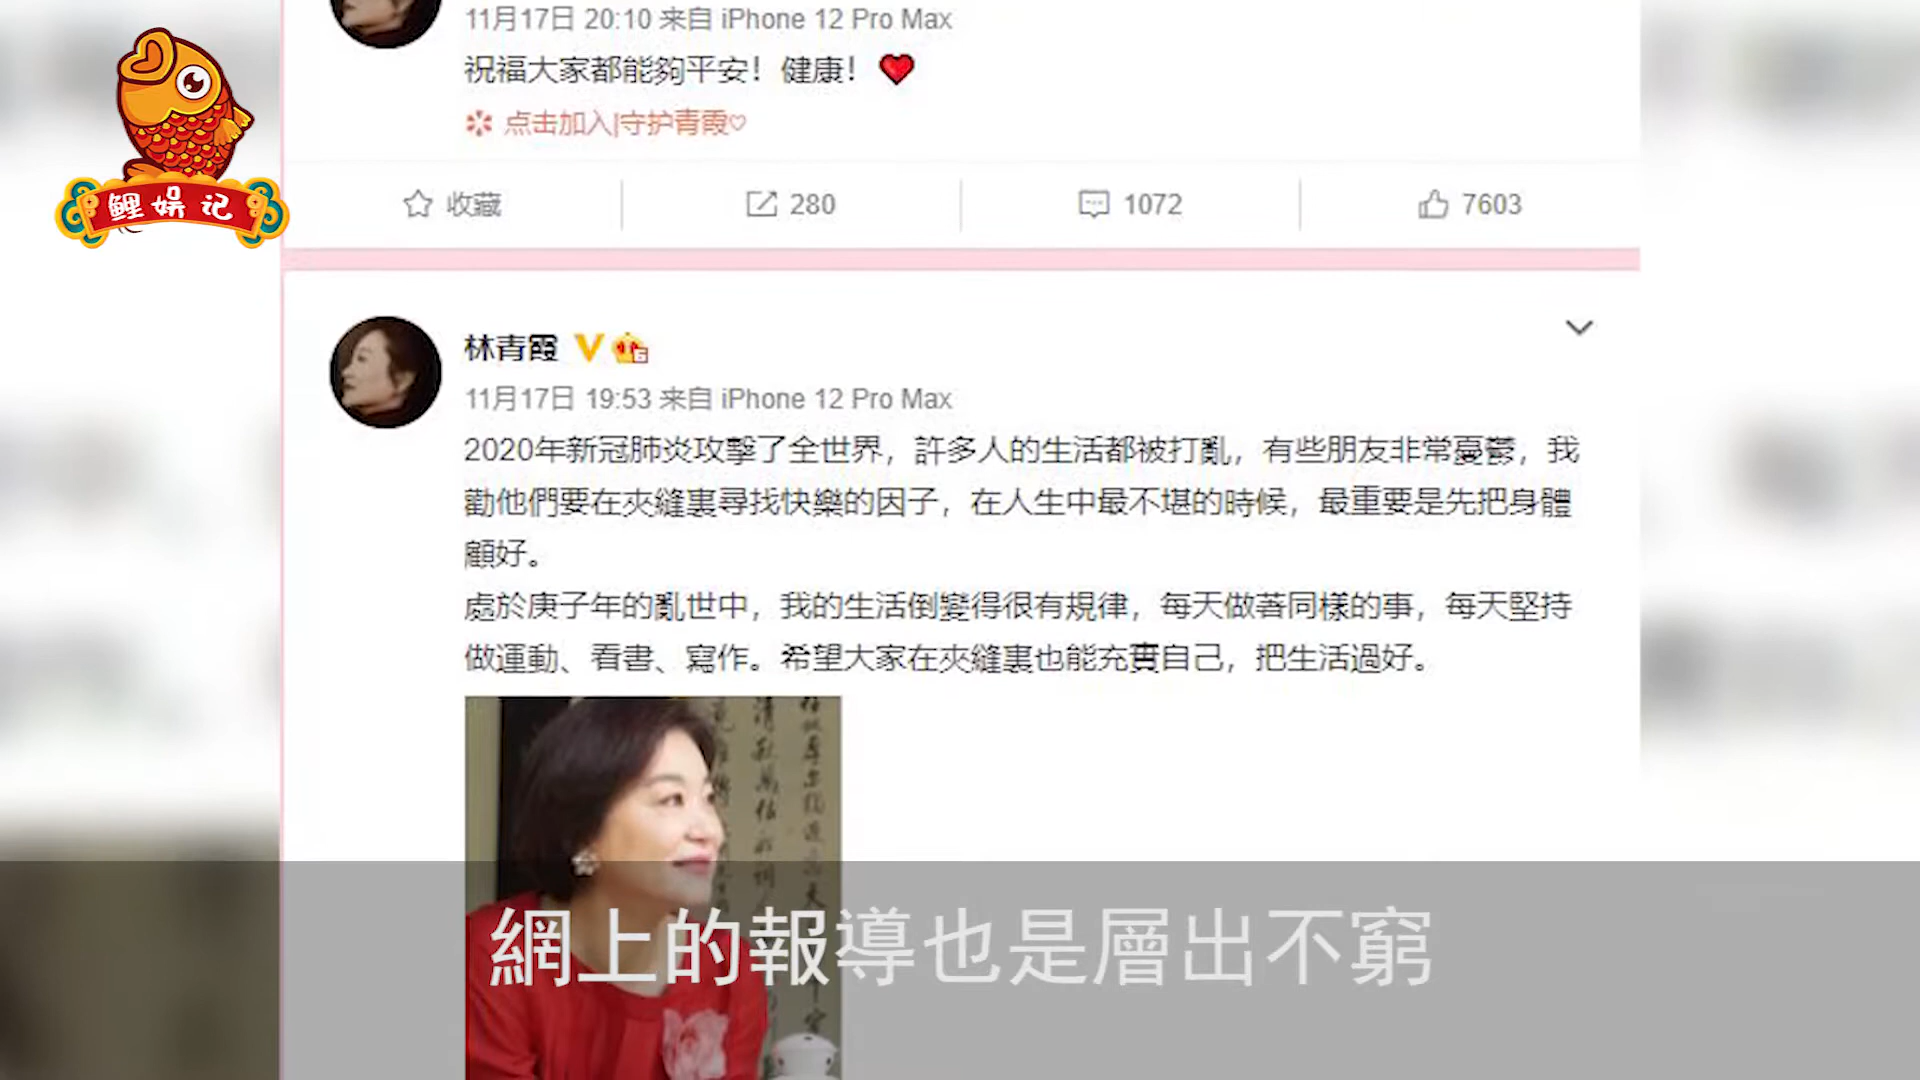 11月17日 20:10 来自 iPhone 12 Pro Max
祝福大家都能夠平安！健康！
点击加入|守护青霞♡
收藏
280
1072
7603
鲤娱记
林青霞
11月17日 19:53 来自 iPhone 12 Pro Max
2020年新冠肺炎攻擊了全世界，許多人的生活都被打亂，有些朋友非常憂鬱，我
勸他們要在夾縫裏尋找快樂的因子，在人生中最不堪的時候，最重要是先把身體
顧好。
處於庚子年的亂世中，我的生活倒變得很有規律，每天做著同樣的事，每天堅持
做運動、看書、寫作。希望大家在夾縫裏也能充實自己，把生活過好。
網上的報導也是層出不窮